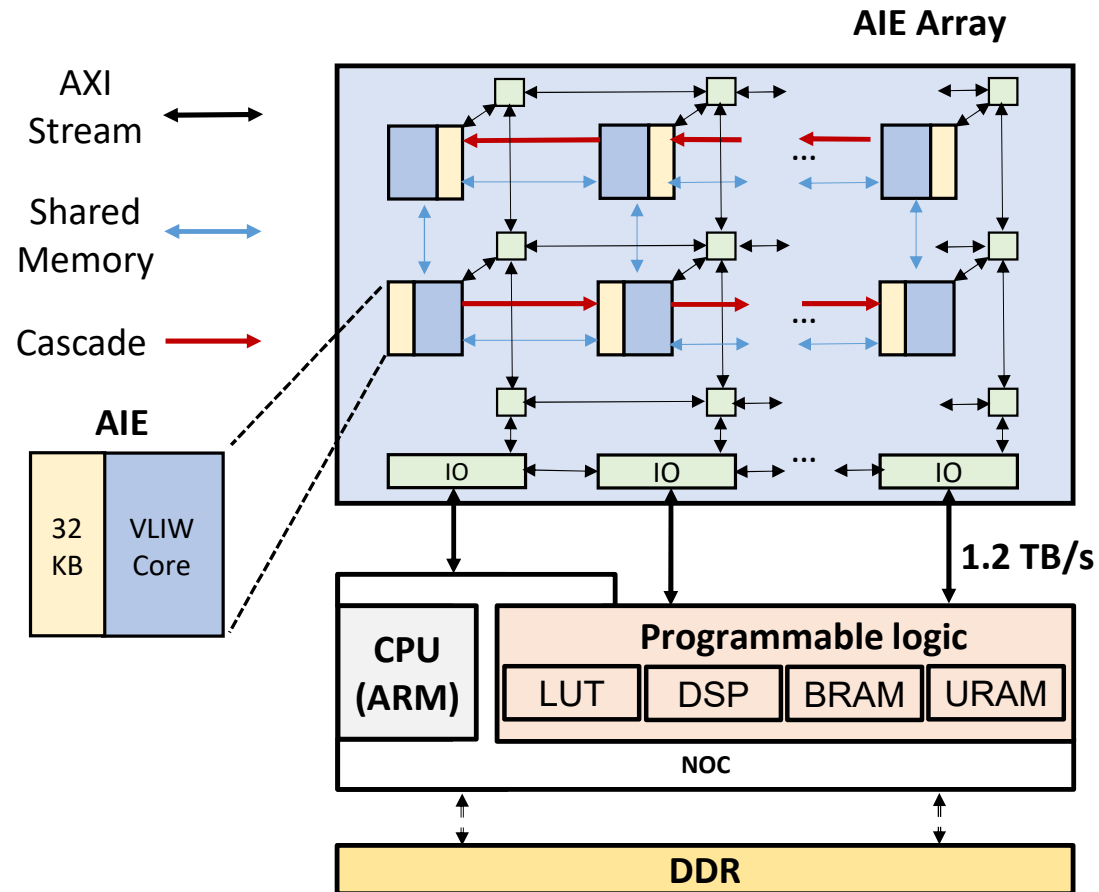 AIE Array
AXI
Stream
Shared
Memory
Cascade
AIE
32
KB
VLIW
Core
...
...
...
IO
IO
IO
1.2 TB/s
CPU
(ARM)
Programmable logic
LUT
DSP
BRAM
URAM
NOC
DDR